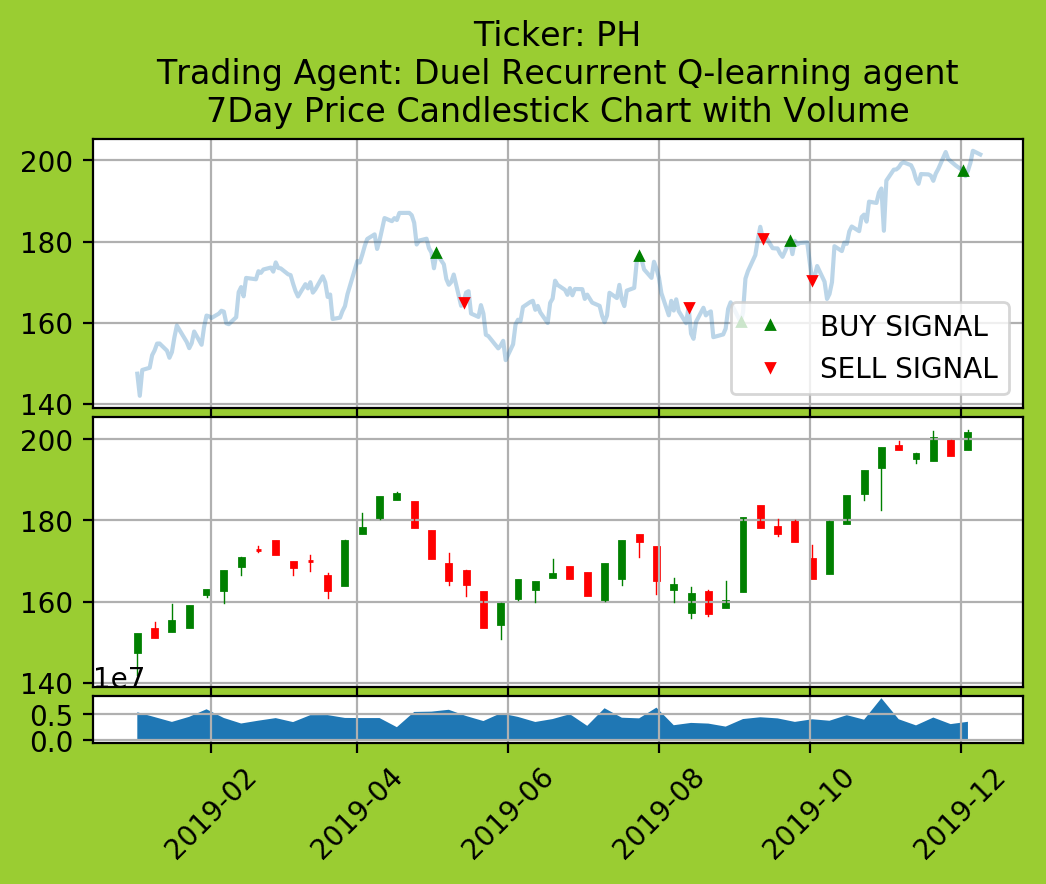 Ticker: PH
Trading Agent: Duel Recurrent Q-learning agent
7Day Price Candlestick Chart with Volume
200
180
160
140
BUY SIGNAL
SELL SIGNAL
200
180
160
140
1e7
0.5
0.0
2019-02
2019-04
2019-06
2019-08
2019-10
2019-12